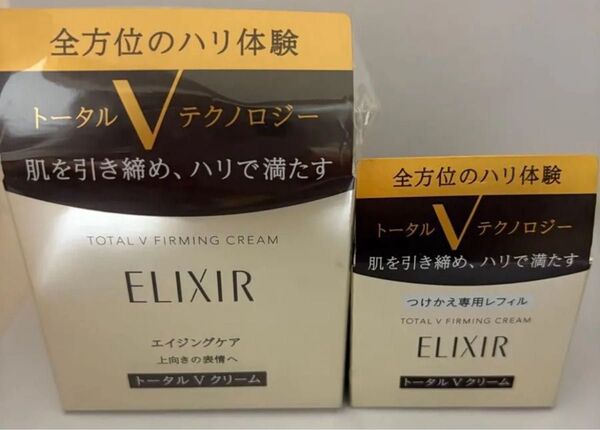 全方位のハリ体験
トータル V テクノロジー
肌を引き締め、ハリで満たす
TOTAL V FIRMING CREAM
ELIXIR
エイジングケア
上向きの表情へ
トータル V クリーム
全方位のハリ体験
トータル V テクノロジー
肌を引き締め、ハリで満たす
つけかえ専用レフィル
TOTAL V FIRMING CREAM
ELIXIR
トータル V クリーム